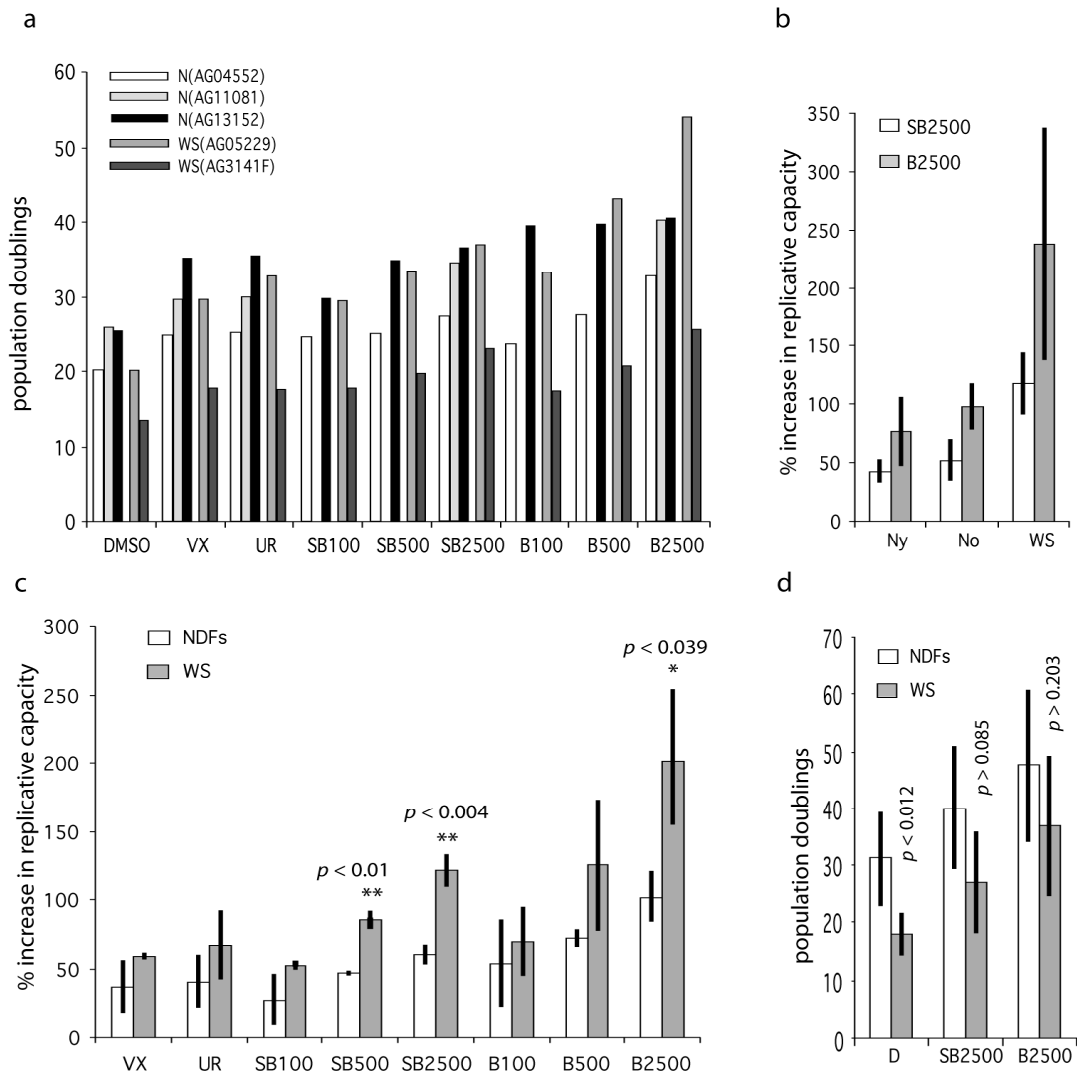 a
population doublings
60
50
40
30
20
10
0
N(AG04552)
N(AG11081)
N(AG13152)
WS(AG05229)
WS(AG3141F)
DMSO VX UR SB100 SB500 SB2500 B100 B500 B2500
b
% increase in replicative capacity
350
300
250
200
150
100
50
0
SB2500
B2500
Ny No WS
c
% increase in replicative capacity
300
250
200
150
100
50
0
NDFs
WS
p < 0.01
**
p < 0.004
**
p < 0.039
*
VX UR SB100 SB500 SB2500 B100 B500 B2500
d
population doublings
70
60
50
40
30
20
10
0
NDFs
WS
p < 0.012
p > 0.085
p > 0.203
D SB2500 B2500